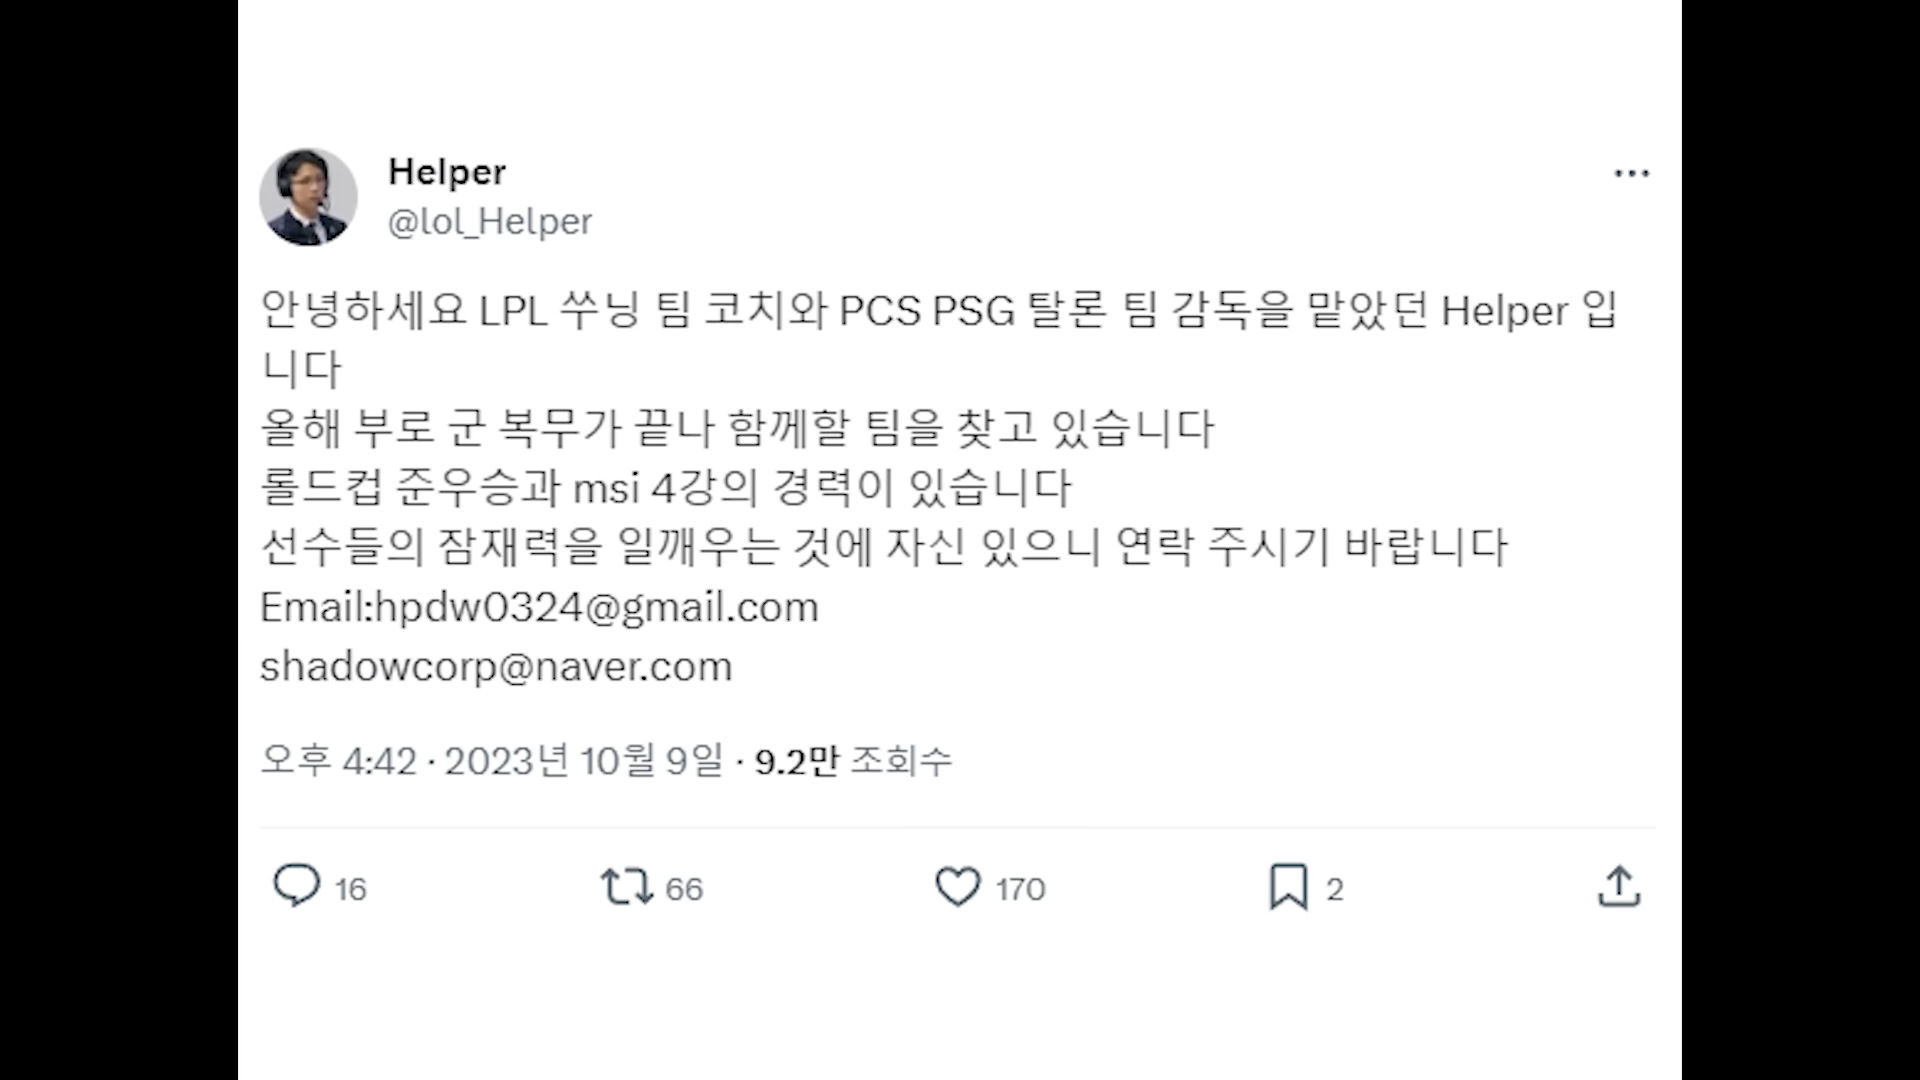 Helper
@lol_Helper
안녕하세요 LPL 쑤닝 팀 코치와 PCS PSG 탈론 팀 감독을 맡았던 Helper 입
니다
올해 부로 군 복무가 끝나 함께할 팀을 찾고 있습니다
롤드컵 준우승과 msi 4강의 경력이 있습니다
선수들의 잠재력을 일깨우는 것에 자신 있으니 연락 주시기 바랍니다
Email:hpdw0324@gmail.com
shadowcorp@naver.com
오후 4:42 · 2023년 10월 9일 · 9.2만 조회수
16 66 170 2